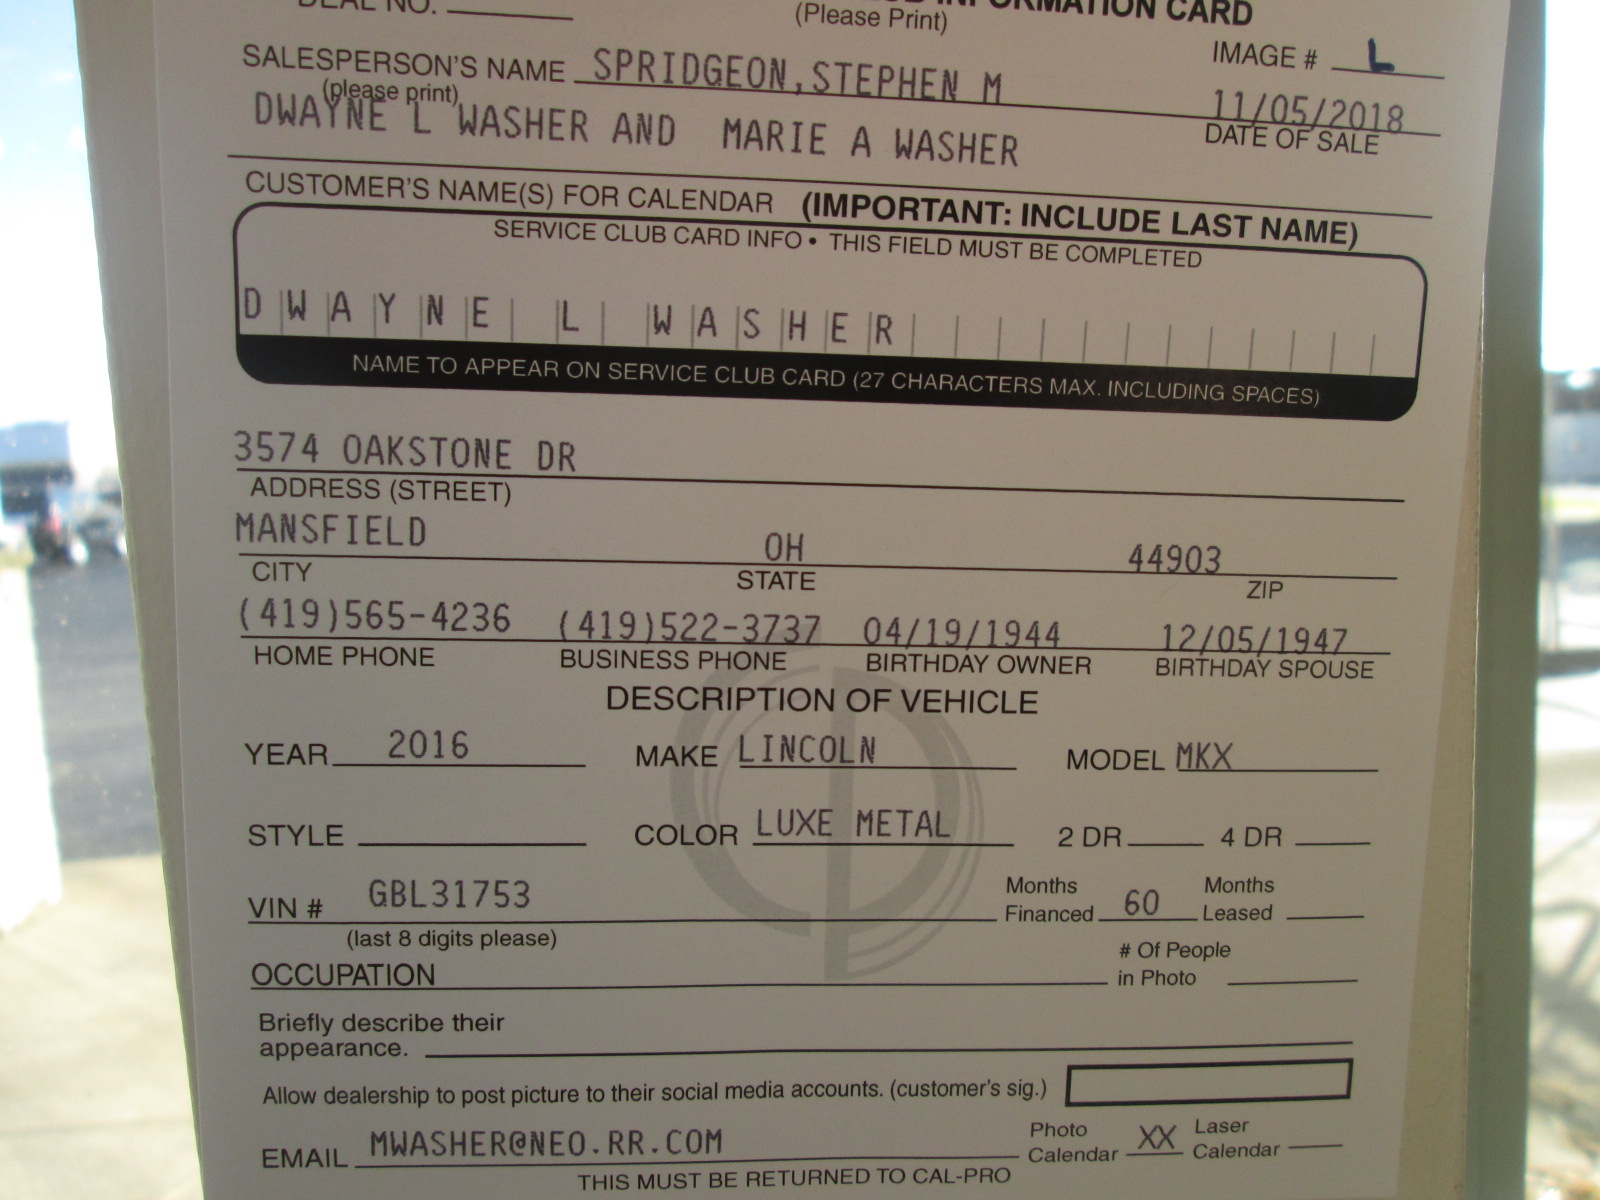 DEAL NO.
INFORMATION CARD
(Please Print)
IMAGE # L
SALESPERSON'S NAME SPRIDGEON,STEPHEN M
(please print)
11/05/2018
DATE OF SALE
DWAYNE L WASHER AND MARIE A WASHER
CUSTOMER'S NAME(S) FOR CALENDAR (IMPORTANT: INCLUDE LAST NAME)
SERVICE CLUB CARD INFO • THIS FIELD MUST BE COMPLETED
DWAYNE L WASHER
NAME TO APPEAR ON SERVICE CLUB CARD (27 CHARACTERS MAX. INCLUDING SPACES)
3574 OAKSTONE DR
ADDRESS (STREET)
MANSFIELD OH 44903
CITY STATE ZIP
(419)565-4236 (419)522-3737 04/19/1944 12/05/1947
HOME PHONE BUSINESS PHONE BIRTHDAY OWNER BIRTHDAY SPOUSE
DESCRIPTION OF VEHICLE
YEAR 2016 MAKE LINCOLN MODEL MKX
STYLE COLOR LUXE METAL 2 DR 4 DR
VIN # GBL31753 Months Financed 60 Months Leased
(last 8 digits please)
OCCUPATION # Of People in Photo
Briefly describe their
appearance.
Allow dealership to post picture to their social media accounts. (customer's sig.)
EMAIL MWASHER@NEO.RR.COM Photo Calendar XX Laser Calendar
THIS MUST BE RETURNED TO CAL-PRO